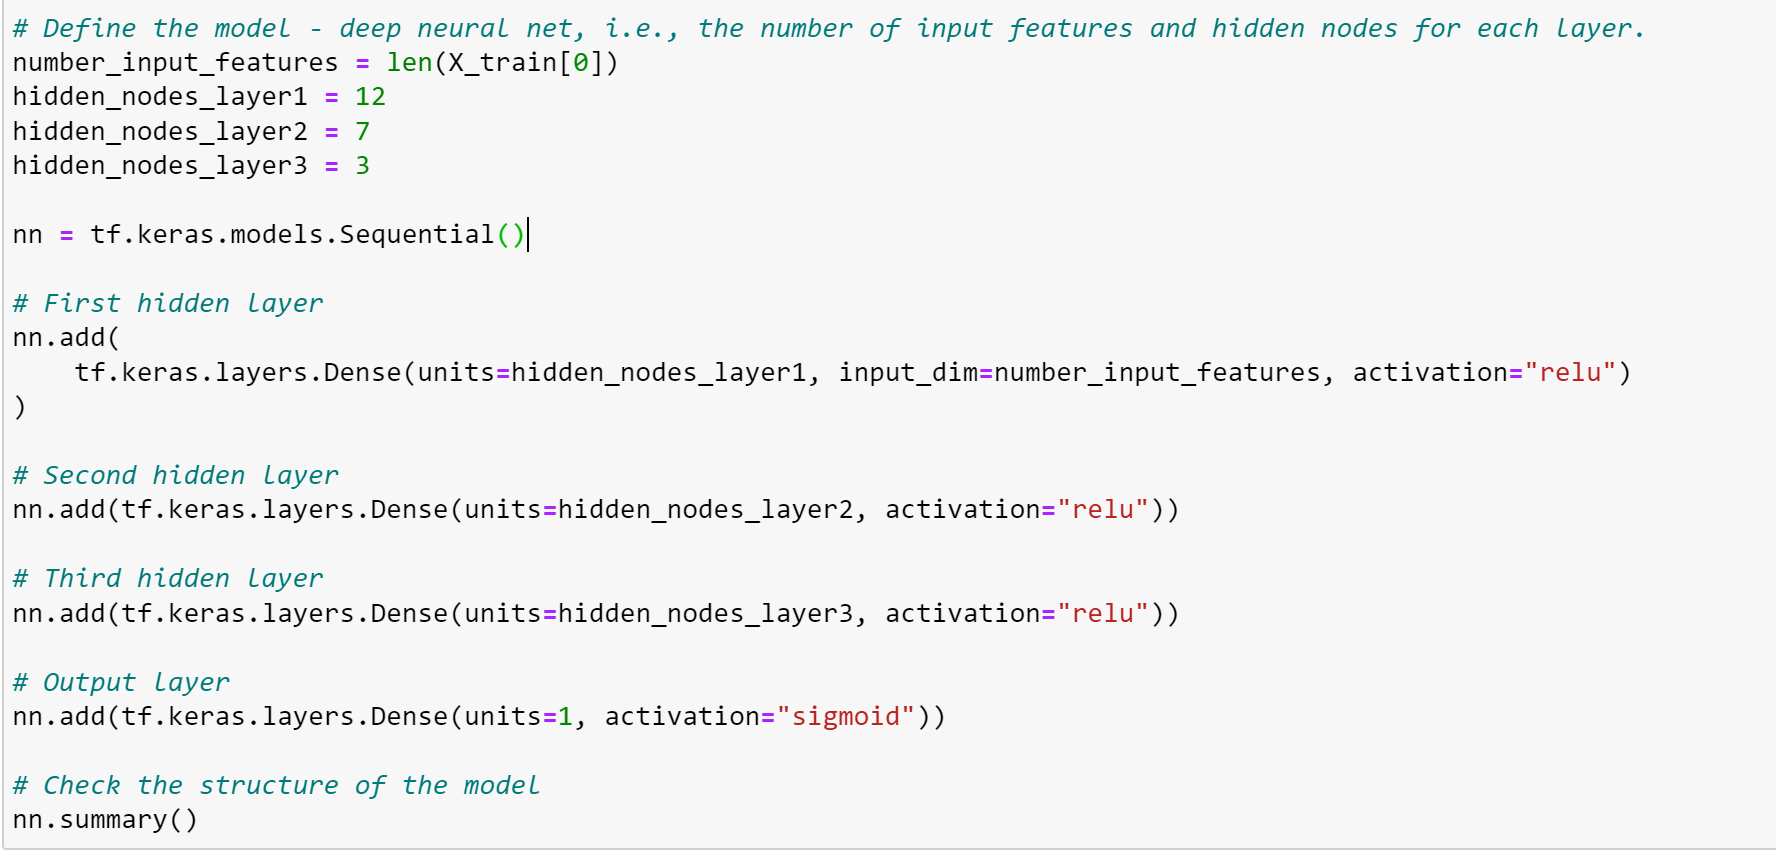 # Define the model - deep neural net, i.e., the number of input features and hidden nodes for each layer.
number_input_features = len(X_train[0])
hidden_nodes_layer1 = 12
hidden_nodes_layer2 = 7
hidden_nodes_layer3 = 3

nn = tf.keras.models.Sequential()

# First hidden layer
nn.add(
    tf.keras.layers.Dense(units=hidden_nodes_layer1, input_dim=number_input_features, activation="relu")
)

# Second hidden layer
nn.add(tf.keras.layers.Dense(units=hidden_nodes_layer2, activation="relu"))

# Third hidden layer
nn.add(tf.keras.layers.Dense(units=hidden_nodes_layer3, activation="relu"))

# Output layer
nn.add(tf.keras.layers.Dense(units=1, activation="sigmoid"))

# Check the structure of the model
nn.summary()